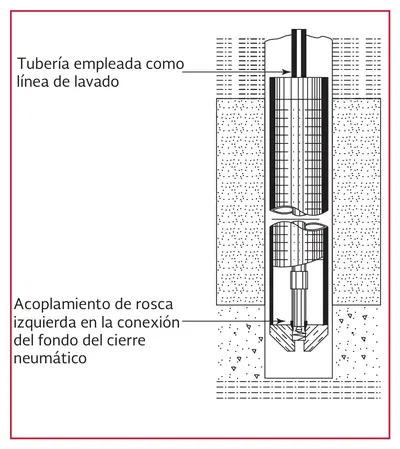 Tubería empleada como
línea de lavado
Acoplamiento de rosca
izquierda en la conexión
del fondo del cierre
neumático